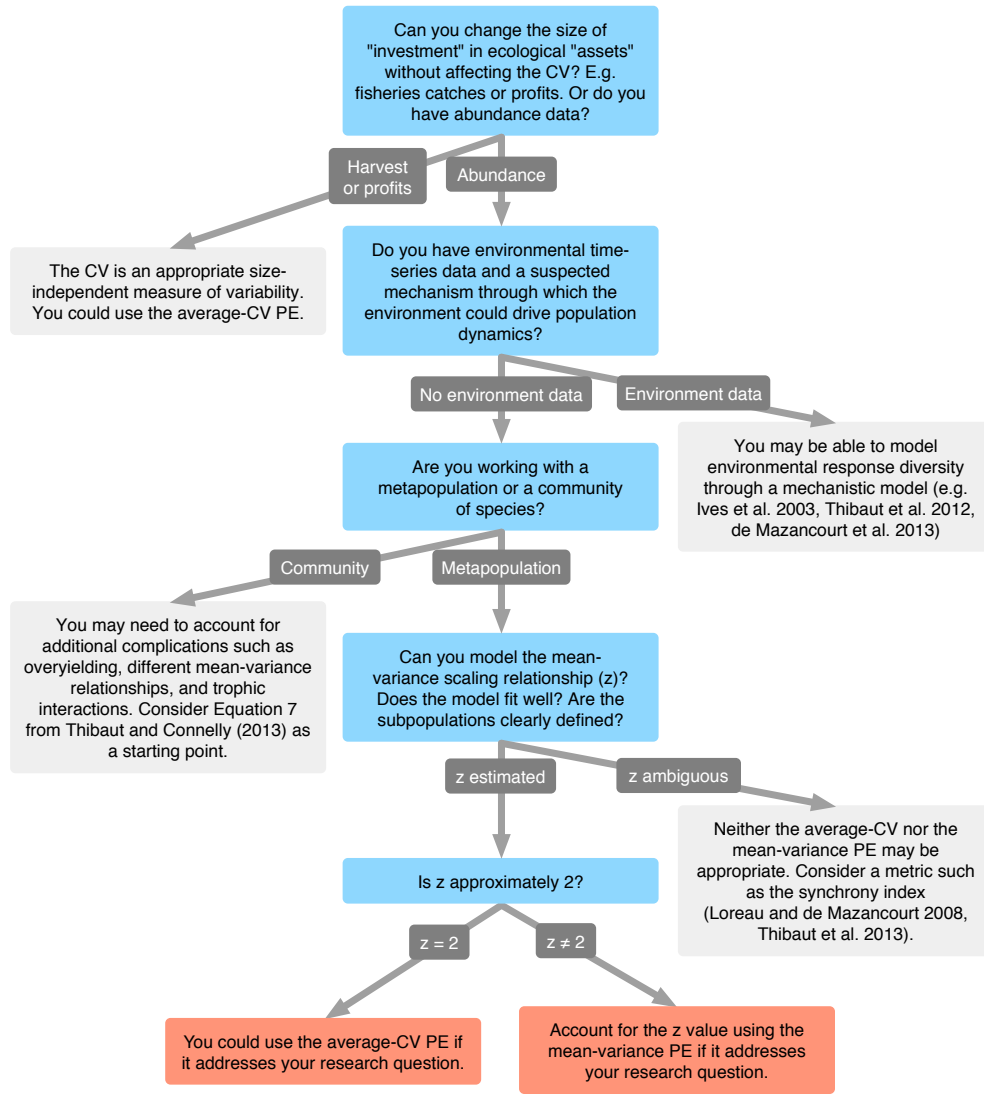 Can you change the size of
"investment" in ecological "assets"
without affecting the CV? E.g.
fisheries catches or profits. Or do you
have abundance data?
Harvest
or profits
Abundance
The CV is an appropriate size-
independent measure of variability.
You could use the average-CV PE.
Do you have environmental time-
series data and a suspected
mechanism through which the
environment could drive population
dynamics?
No environment data
Environment data
You may be able to model
environmental response diversity
through a mechanistic model (e.g.
Ives et al. 2003, Thibaut et al. 2012,
de Mazancourt et al. 2013)
Are you working with a
metapopulation or a community
of species?
Community
Metapopulation
You may need to account for
additional complications such as
overyielding, different mean-variance
relationships, and trophic
interactions. Consider Equation 7
from Thibaut and Connelly (2013) as
a starting point.
Can you model the mean-
variance scaling relationship (z)?
Does the model fit well? Are the
subpopulations clearly defined?
z estimated
z ambiguous
Neither the average-CV nor the
mean-variance PE may be
appropriate. Consider a metric such
as the synchrony index
(Loreau and de Mazancourt 2008,
Thibaut et al. 2013).
Is z approximately 2?
z = 2
z ≠ 2
You could use the average-CV PE if
it addresses your research question.
Account for the z value using the
mean-variance PE if it addresses
your research question.